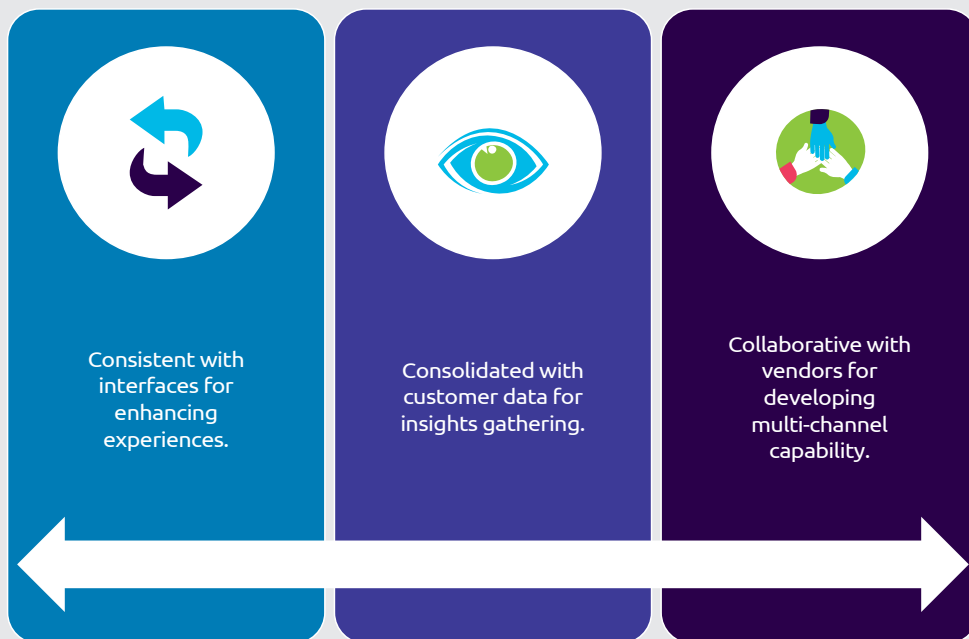 Consistent with
interfaces for
enhancing
experiences.
Consolidated with
customer data for
insights gathering.
Collaborative with
vendors for
developing
multi-channel
capability.